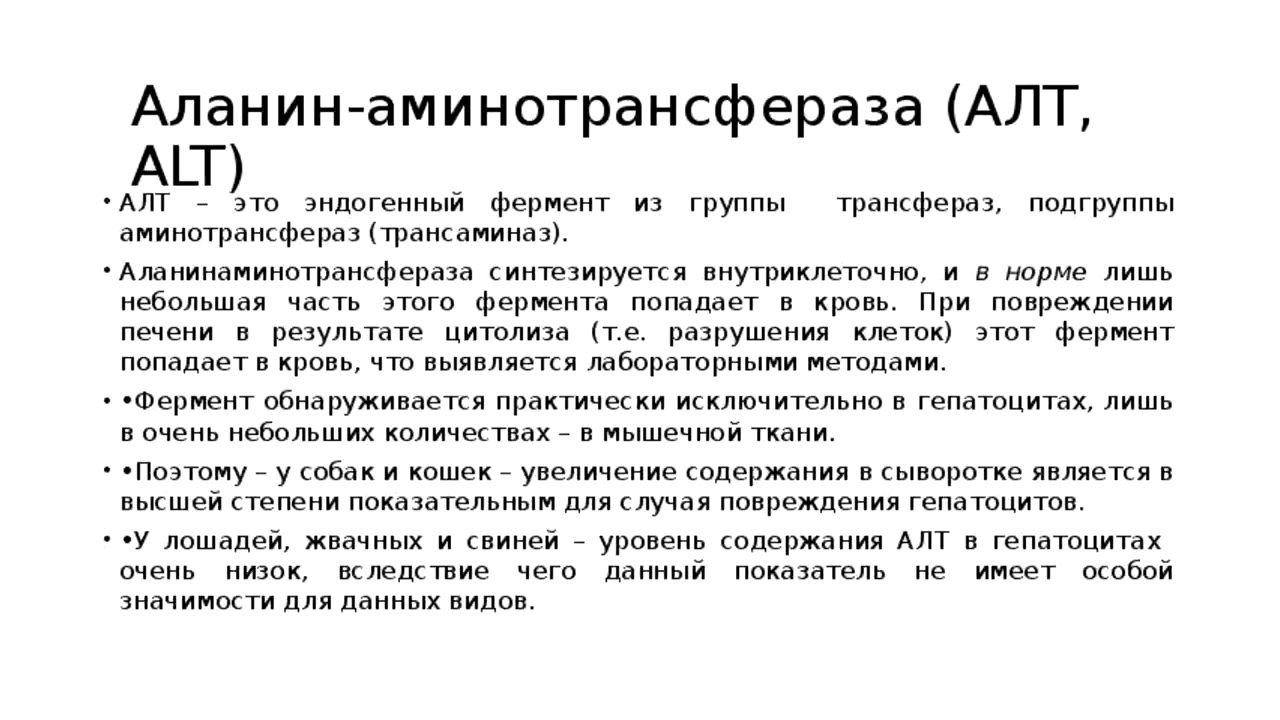 Аланин-аминотрансфераза (АЛТ,
ALT)
• АЛТ – это эндогенный фермент из группы трансфераз, подгруппы
аминотрансфераз (трансаминаз).
• Аланинаминотрансфераза синтезируется внутриклеточно, и в норме лишь
небольшая часть этого фермента попадает в кровь. При повреждении
печени в результате цитолиза (т.е. разрушения клеток) этот фермент
попадает в кровь, что выявляется лабораторными методами.
• •Фермент обнаруживается практически исключительно в гепатоцитах, лишь
в очень небольших количествах – в мышечной ткани.
• •Поэтому – у собак и кошек – увеличение содержания в сыворотке является в
высшей степени показательным для случая повреждения гепатоцитов.
• •У лошадей, жвачных и свиней – уровень содержания АЛТ в гепатоцитах
очень низок, вследствие чего данный показатель не имеет особой
значимости для данных видов.